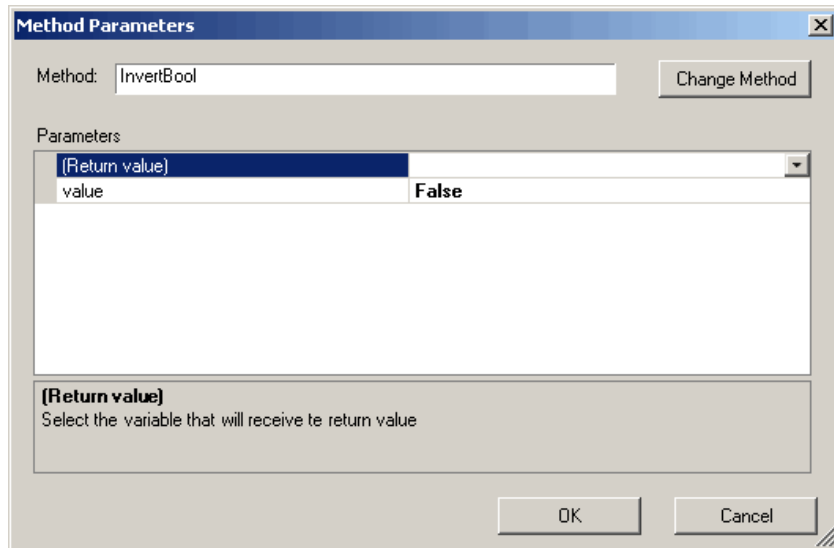 Method Parameters
Method: InvertBool Change Method
Parameters
(Return value)
value False
(Return value)
Select the variable that will receive te return value
OK Cancel